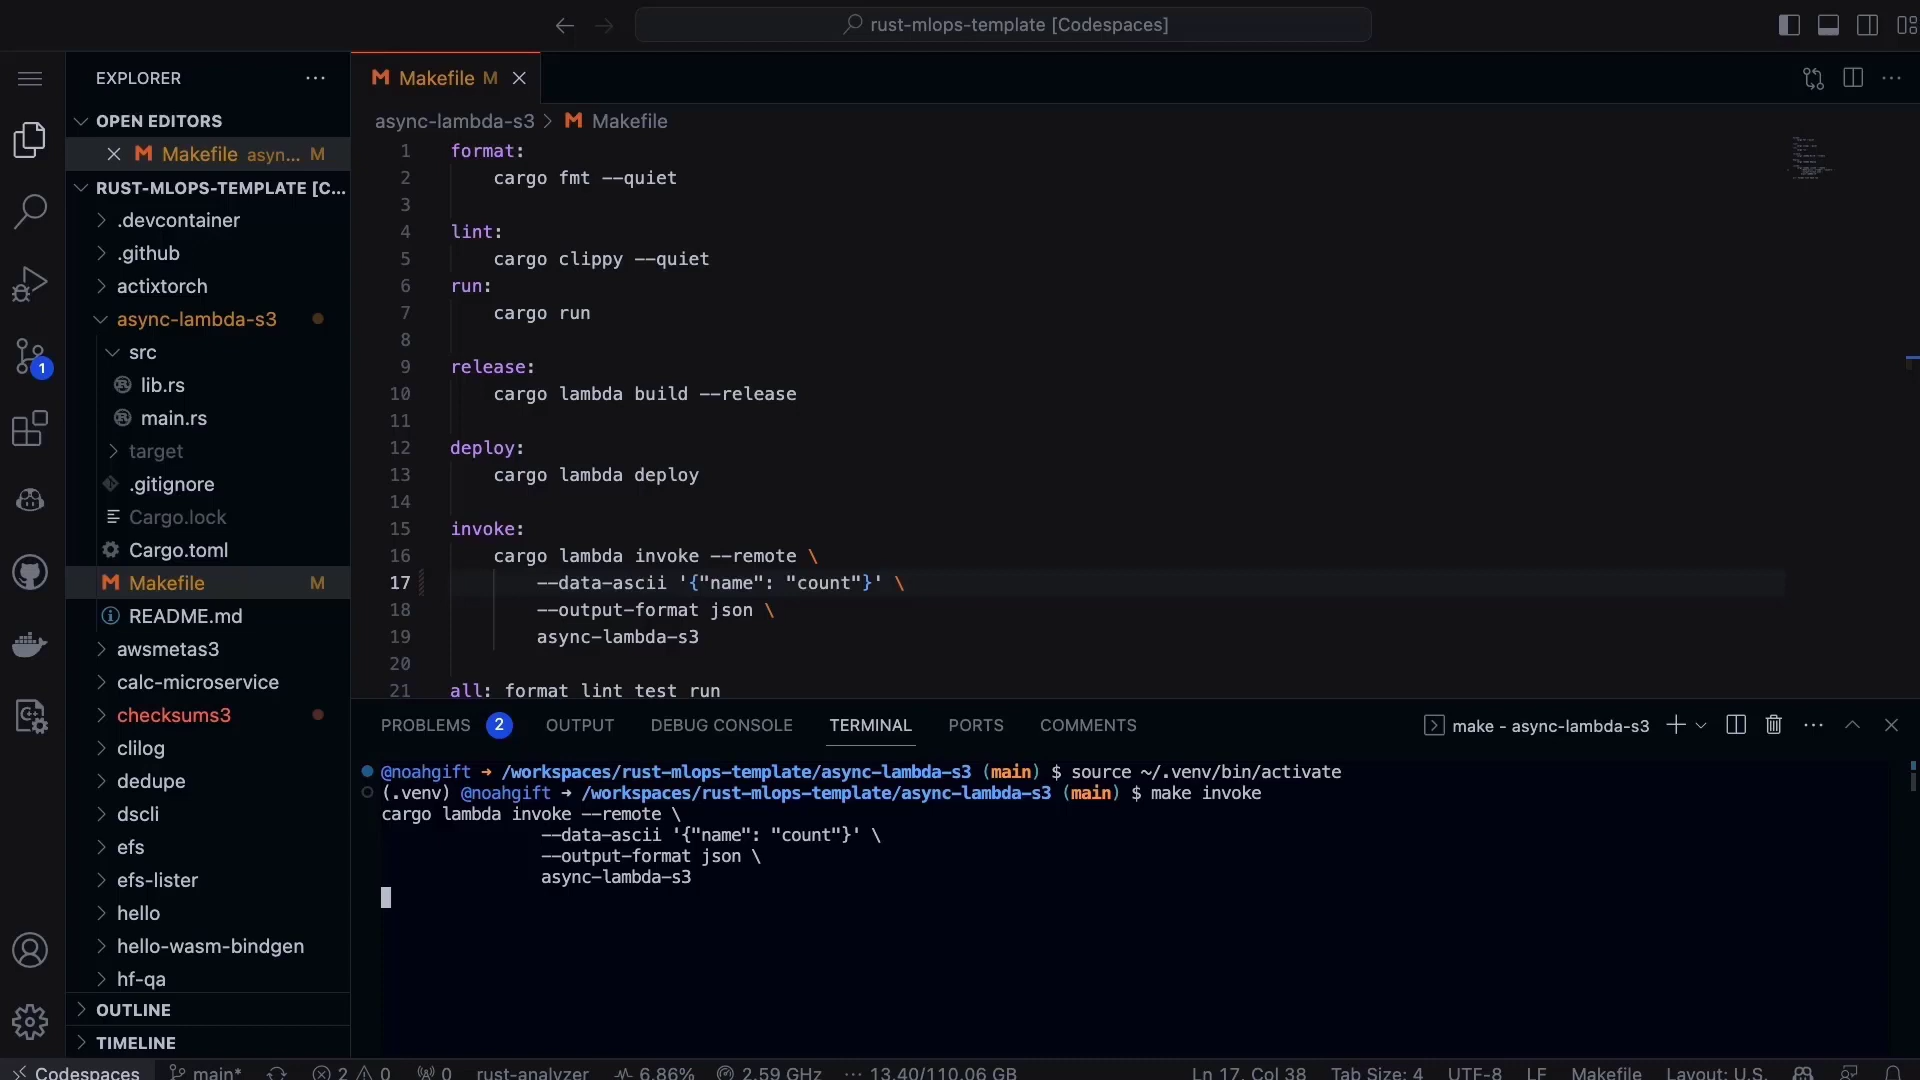 rust-mlops-template [Codespaces]
EXPLORER
OPEN EDITORS
Makefile asyn... M
RUST-MLOPS-TEMPLATE [C...
.devcontainer
.github
actixtorch
async-lambda-s3
src
lib.rs
main.rs
target
.gitignore
Cargo.lock
Cargo.toml
Makefile M
README.md
awsmetas3
calc-microservice
checksums3
clilog
dedupe
dscli
efs
efs-lister
hello
hello-wasm-bindgen
hf-qa
OUTLINE
TIMELINE
1
Makefile M
async-lambda-s3 > Makefile
1 format:
2 cargo fmt --quiet
3
4 lint:
5 cargo clippy --quiet
6 run:
7 cargo run
8
9 release:
10 cargo lambda build --release
11
12 deploy:
13 cargo lambda deploy
14
15 invoke:
16 cargo lambda invoke --remote \
17 --data-ascii '{"name": "count"}' \
18 --output-format json \
19 async-lambda-s3
20
21 all: format lint test run
PROBLEMS 2 OUTPUT DEBUG CONSOLE TERMINAL PORTS COMMENTS make - async-lambda-s3
@noahgift ➜ /workspaces/rust-mlops-template/async-lambda-s3 (main) $ source ~/.venv/bin/activate
(.venv) @noahgift ➜ /workspaces/rust-mlops-template/async-lambda-s3 (main) $ make invoke
cargo lambda invoke --remote \
--data-ascii '{"name": "count"}' \
--output-format json \
async-lambda-s3
Codespaces main* 2 0 0 rust-analyzer 6.86% 2.59 GHz 13.40/110.06 GB Ln 17, Col 38 Tab Size: 4 UTF-8 LF Makefile Layout: U.S.